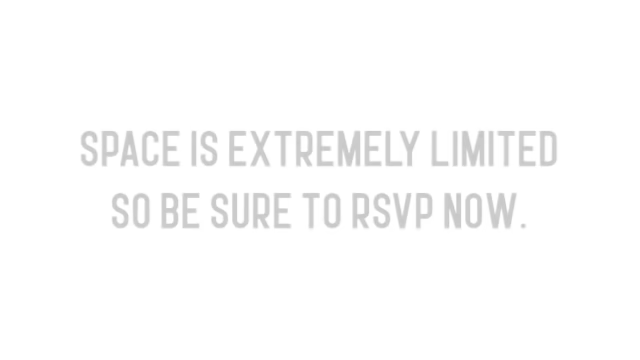 SPACE IS EXTREMELY LIMITED
SO BE SURE TO RSVP NOW.